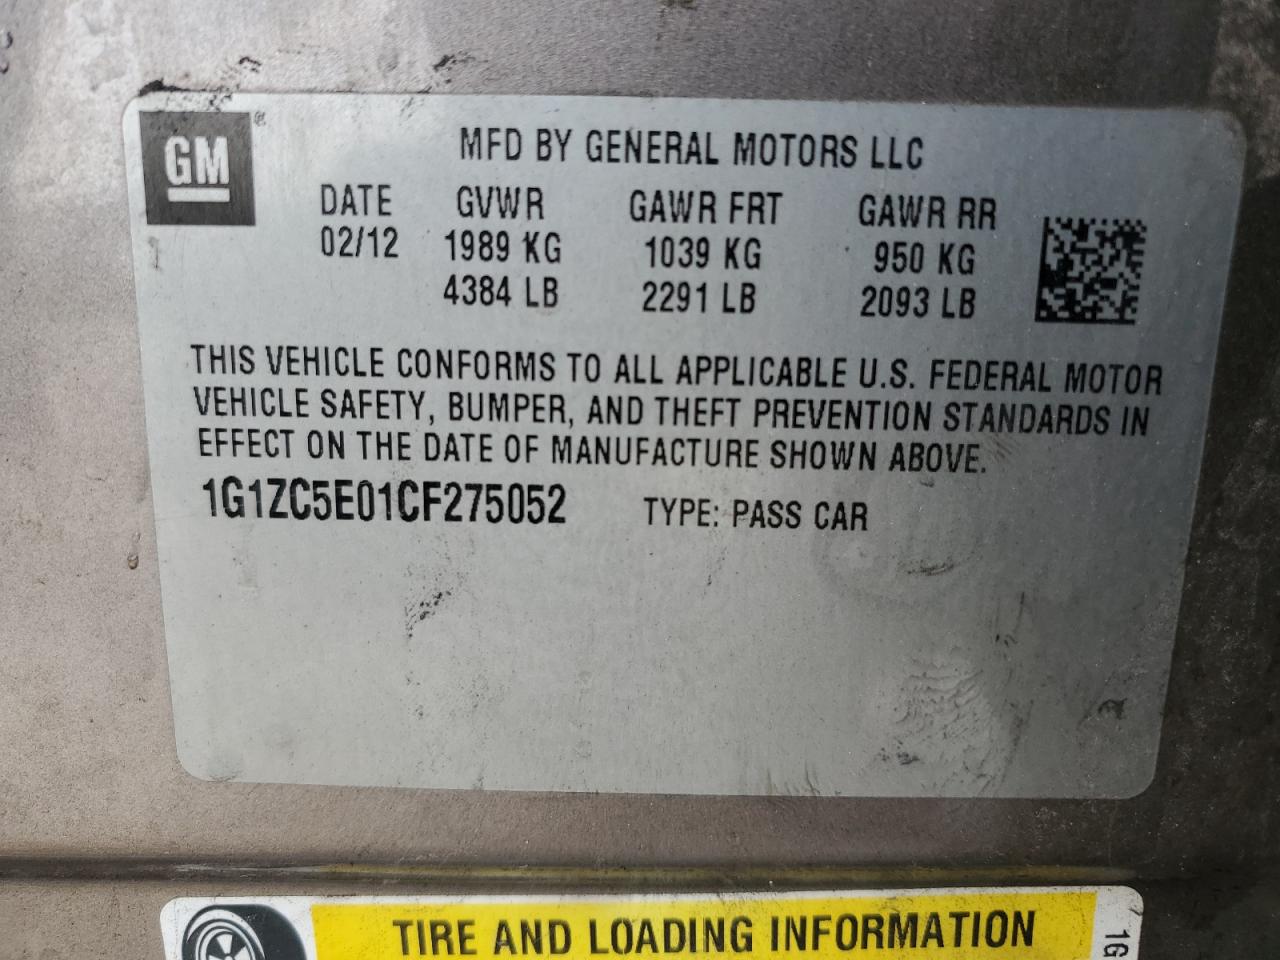 GM
MFD BY GENERAL MOTORS LLC
DATE GVWR GAWR FRT GAWR RR
02/12 1989 KG 1039 KG 950 KG
4384 LB 2291 LB 2093 LB
THIS VEHICLE CONFORMS TO ALL APPLICABLE U.S. FEDERAL MOTOR
VEHICLE SAFETY, BUMPER, AND THEFT PREVENTION STANDARDS IN
EFFECT ON THE DATE OF MANUFACTURE SHOWN ABOVE.
1G1ZC5E01CF275052 TYPE: PASS CAR
TIRE AND LOADING INFORMATION
1G